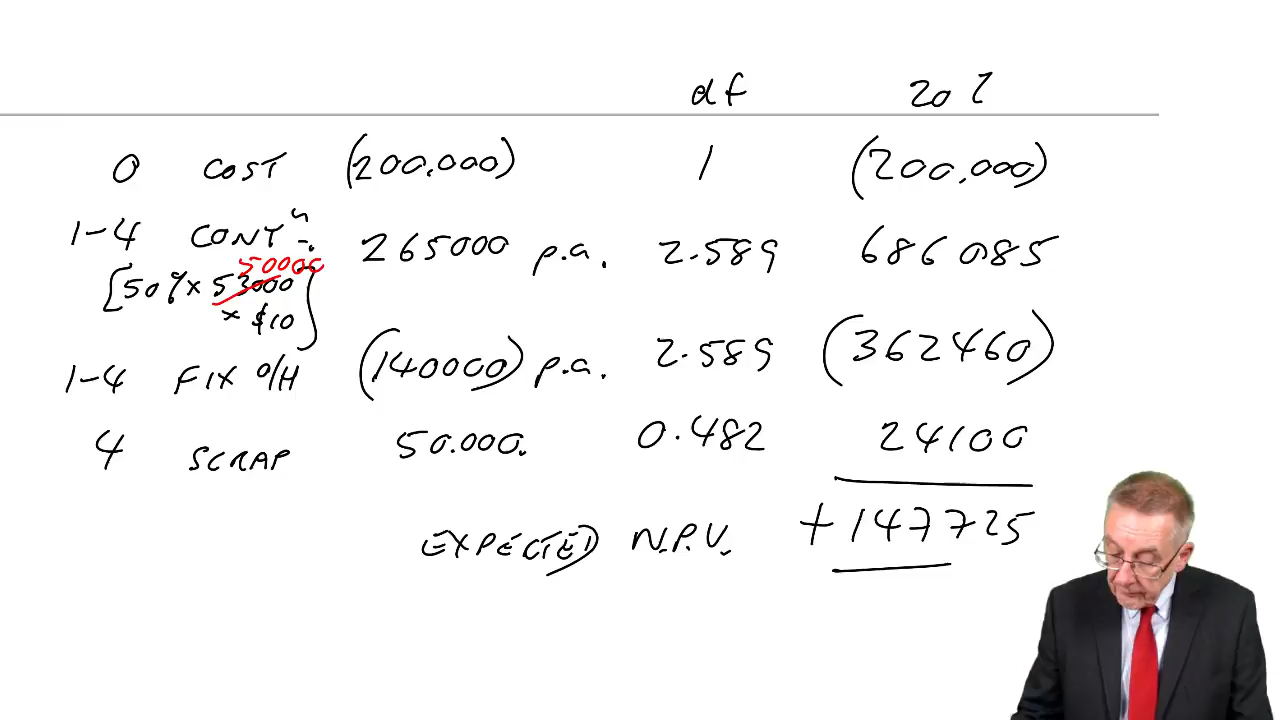 df 20%
0 COST (200,000) 1 (200,000)
1-4 CONTn. 265000 p.a. 2.589 686085
50000
[50% x 53000
x $10]
1-4 FIX O/H (140000) p.a. 2.589 (362460)
4 SCRAP 50.000. 0.482 24100
EXPECTED N.P.V. +147725